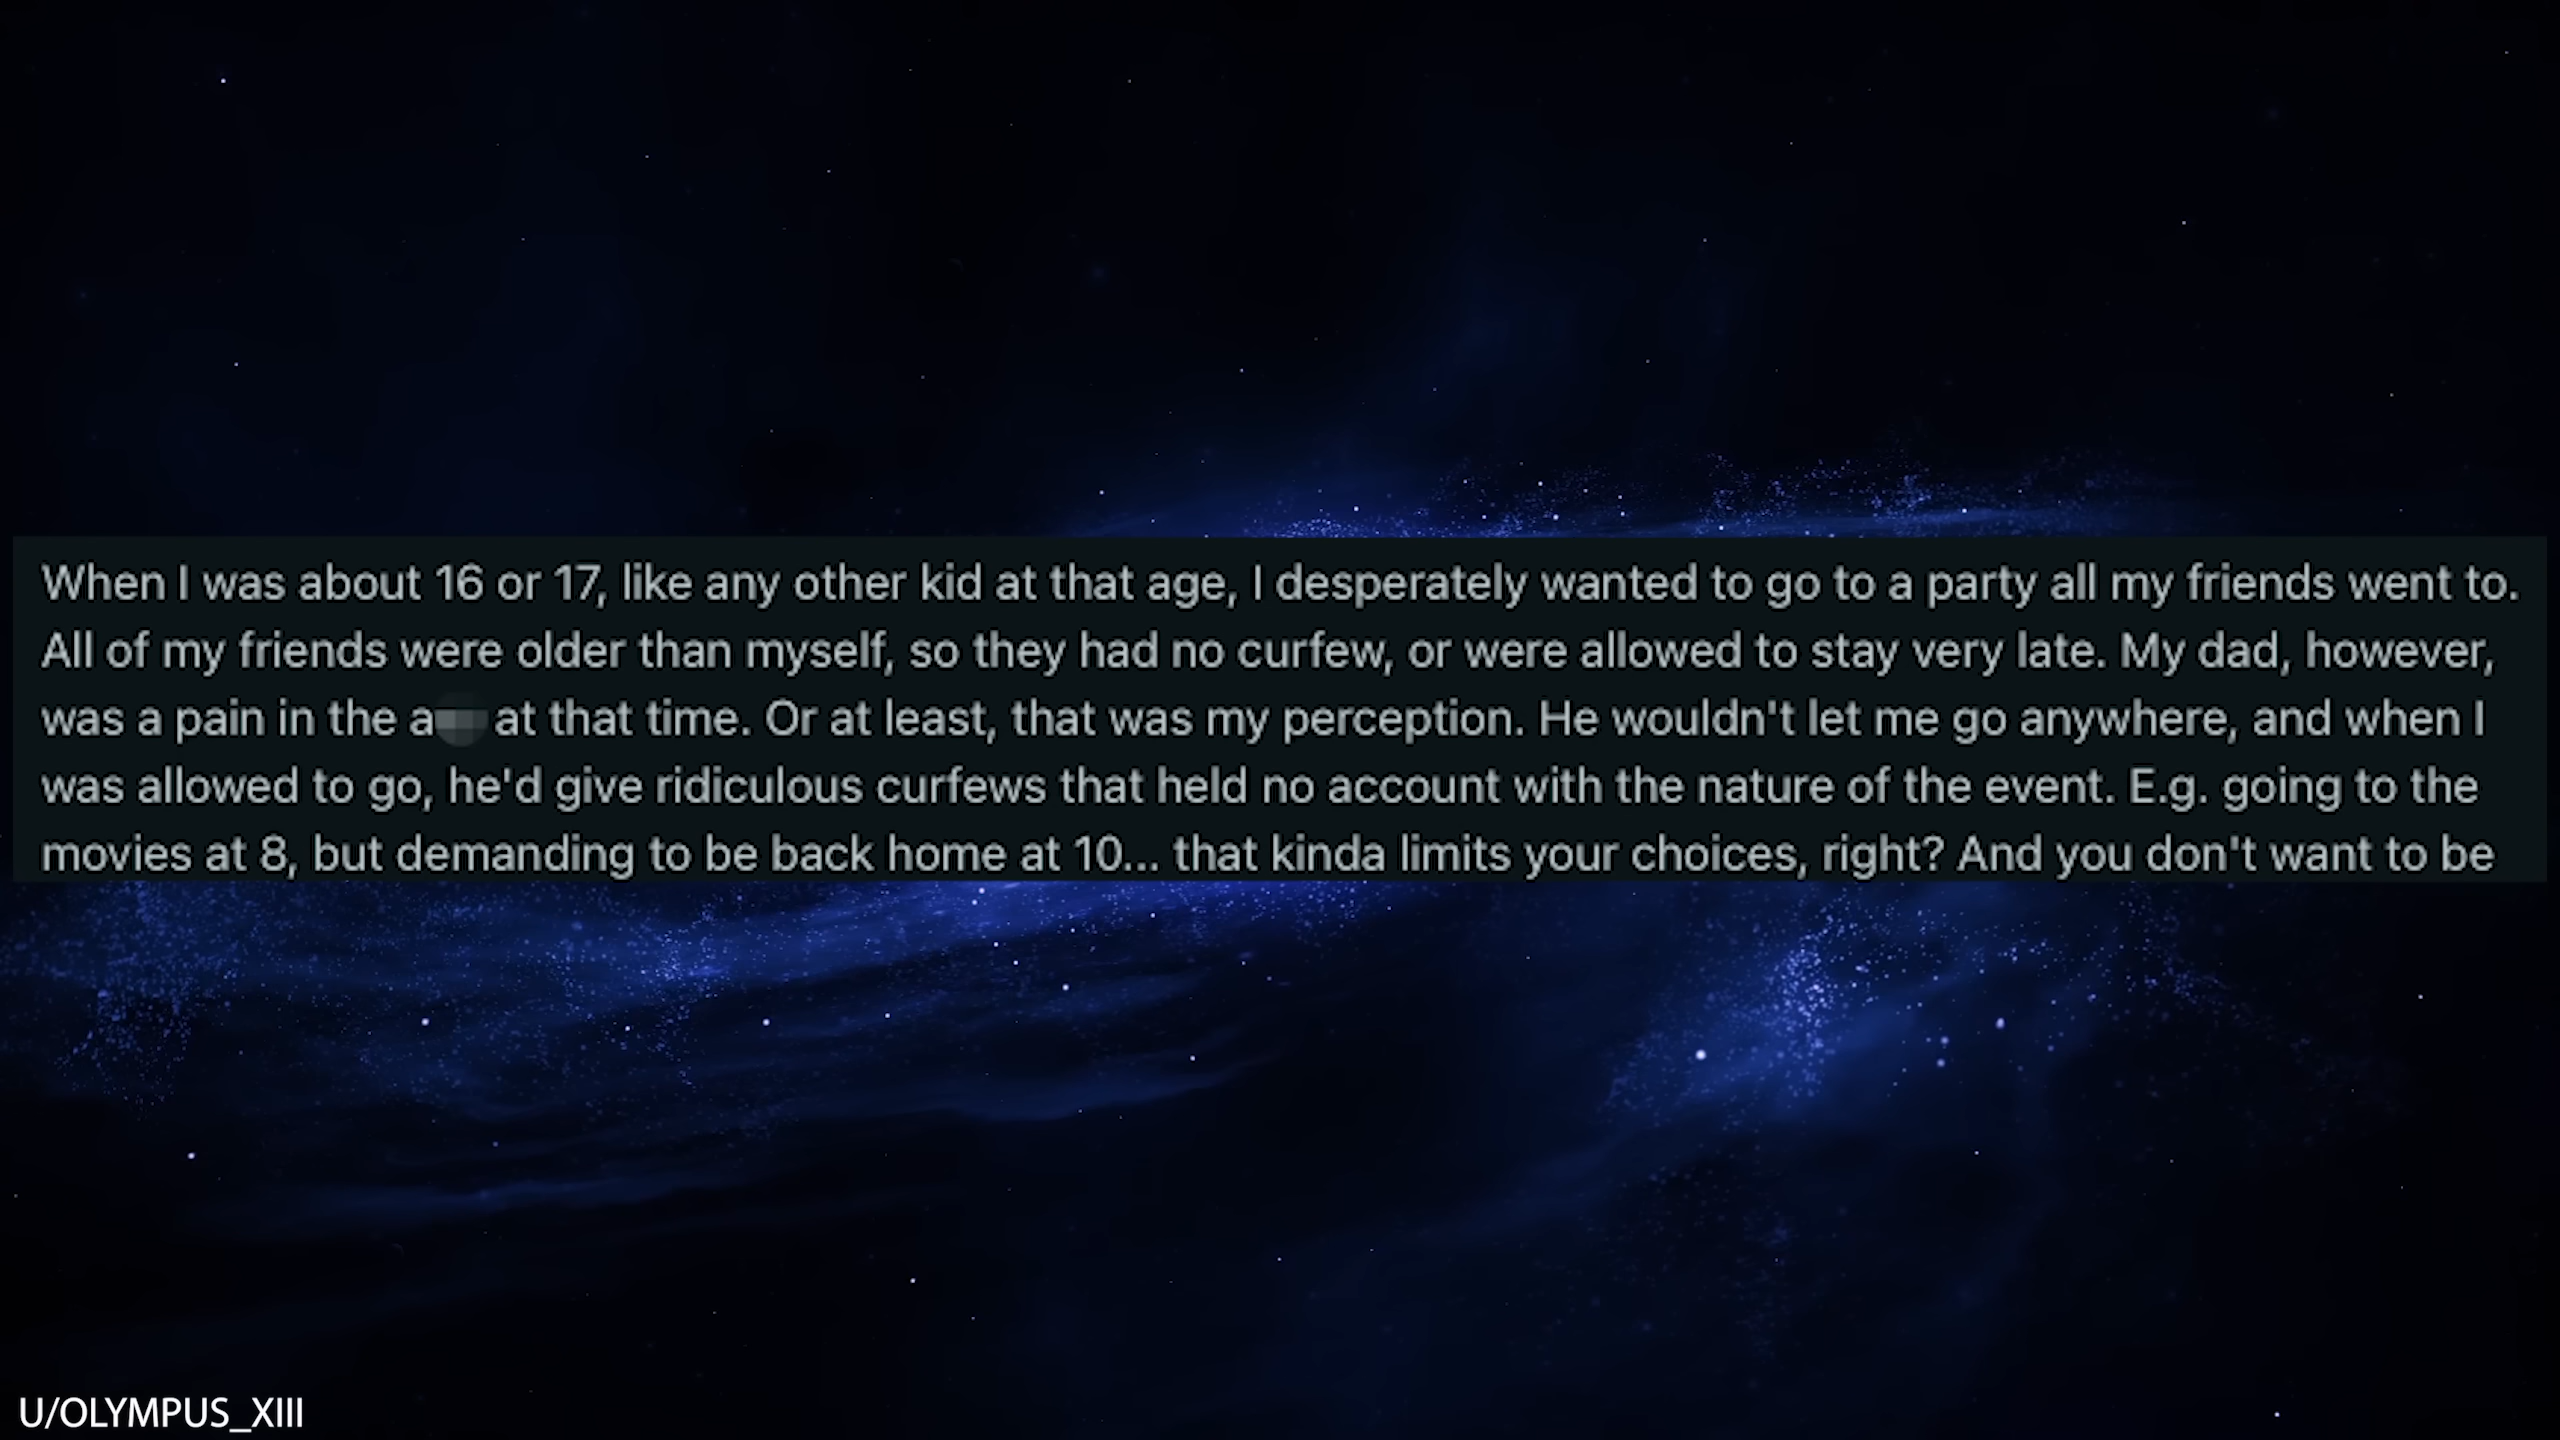 When I was about 16 or 17, like any other kid at that age, I desperately wanted to go to a party all my friends went to.
All of my friends were older than myself, so they had no curfew, or were allowed to stay very late. My dad, however,
was a pain in the a at that time. Or at least, that was my perception. He wouldn't let me go anywhere, and when I
was allowed to go, he'd give ridiculous curfews that held no account with the nature of the event. E.g. going to the
movies at 8, but demanding to be back home at 10... that kinda limits your choices, right? And you don't want to be
U/OLYMPUS_XIII